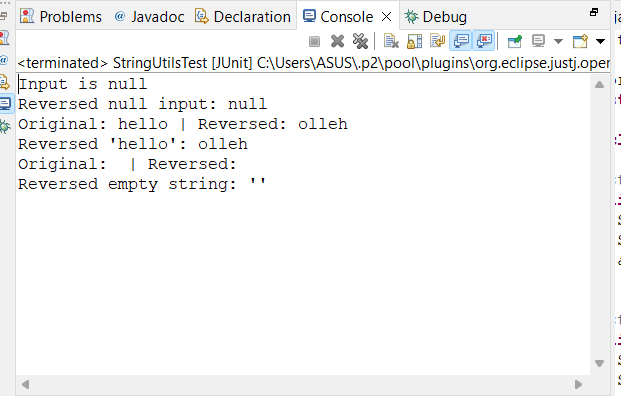 Problems Javadoc Declaration Console Debug
<terminated> StringUtilsTest [JUnit] C:\Users\ASUS\.p2\pool\plugins\org.eclipse.justj.oper
Input is null
Reversed null input: null
Original: hello | Reversed: olleh
Reversed 'hello': olleh
Original:  | Reversed:
Reversed empty string: ''